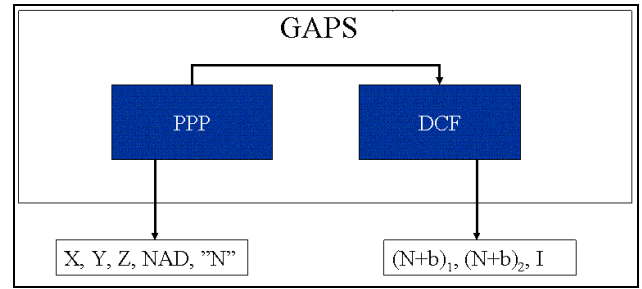 GAPS
PPP
DCF
X, Y, Z, NAD, ”N”
(N+b)₁, (N+b)₂, I